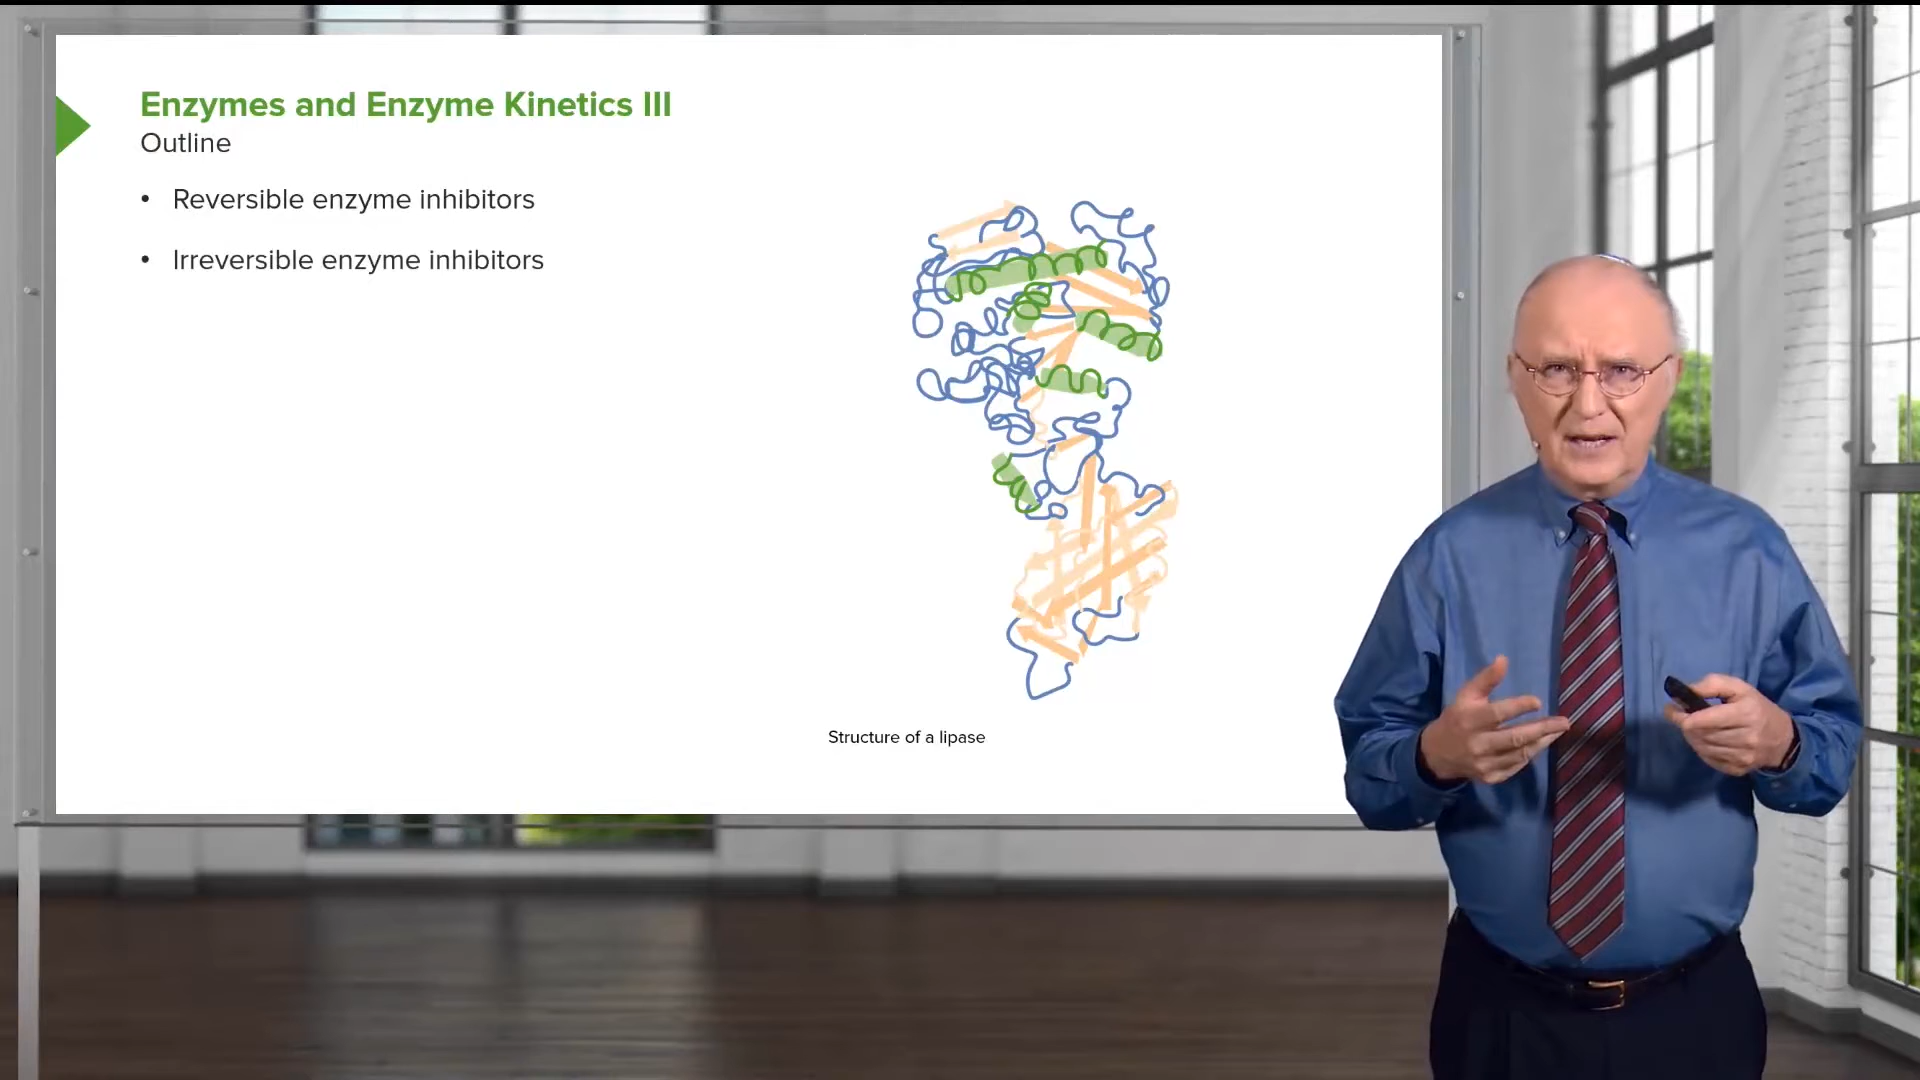 Enzymes and Enzyme Kinetics III
Outline
• Reversible enzyme inhibitors
• Irreversible enzyme inhibitors
Structure of a lipase